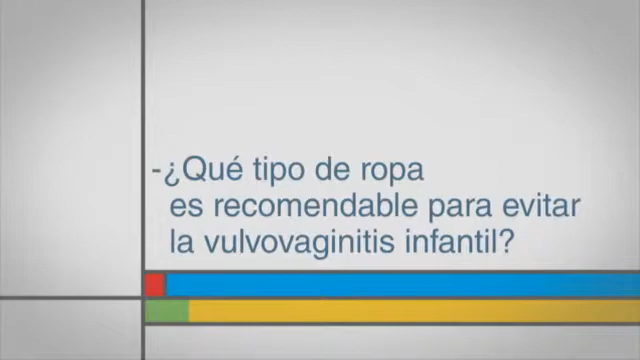 -¿Qué tipo de ropa
es recomendable para evitar
la vulvovaginitis infantil?